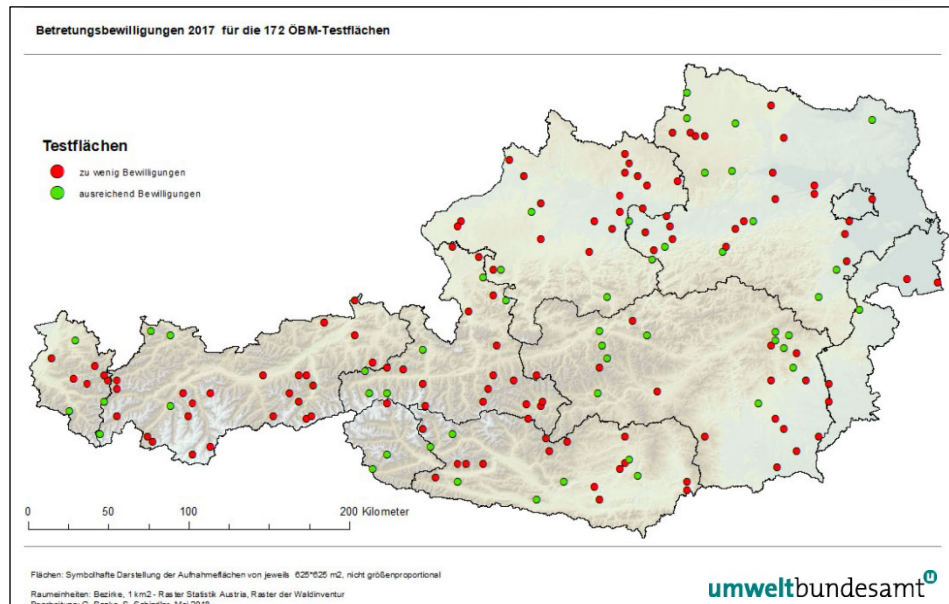 Betretungsbewilligungen 2017 für die 172 ÖBM-Testflächen
Testflächen
zu wenig Bewilligungen
ausreichend Bewilligungen
0 50 100 200 Kilometer
Flächen: Symbolhafte Darstellung der Aufnahmeflächen von jeweils 625*625 m2, nicht größenproportional
Raumeinheiten: Bezirke, 1 km2 - Raster Statistik Austria, Raster der Waldinventur
umweltbundesamt